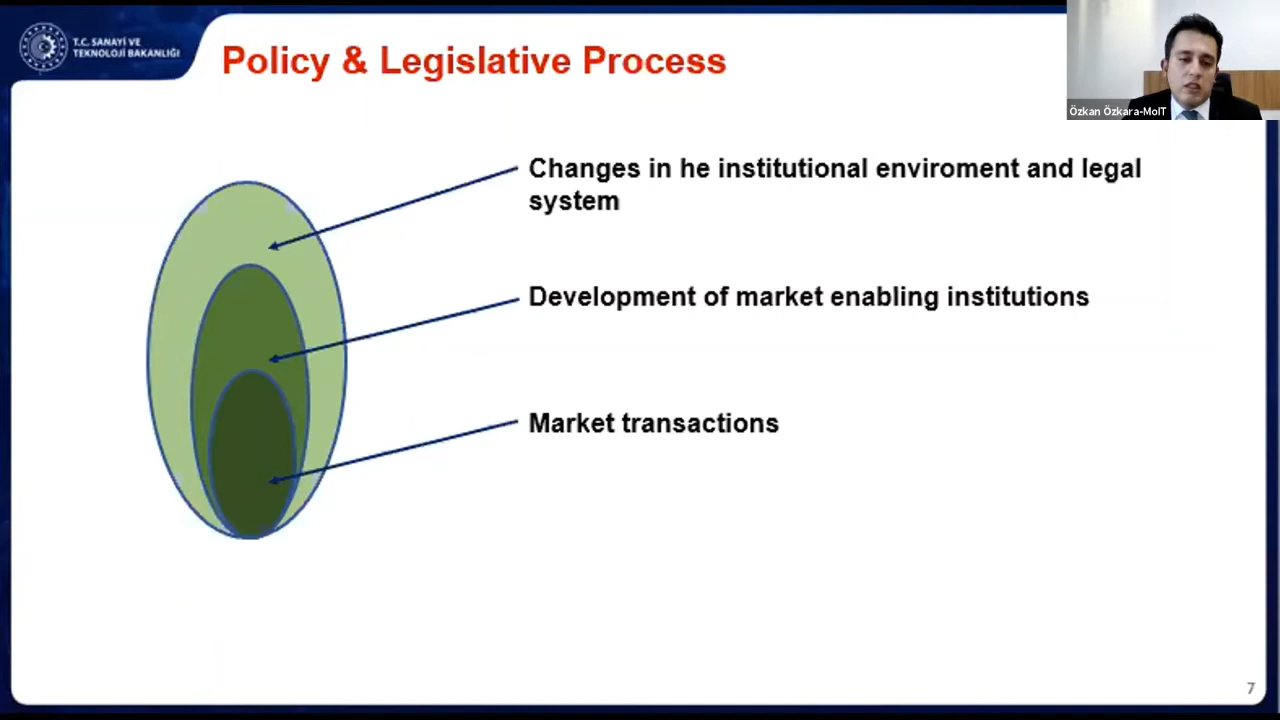 T.C. SANAYİ VE
TEKNOLOJİ BAKANLIĞI
Policy & Legislative Process
Özkan Özkara-MoIT
Changes in he institutional enviroment and legal
system
Development of market enabling institutions
Market transactions
7